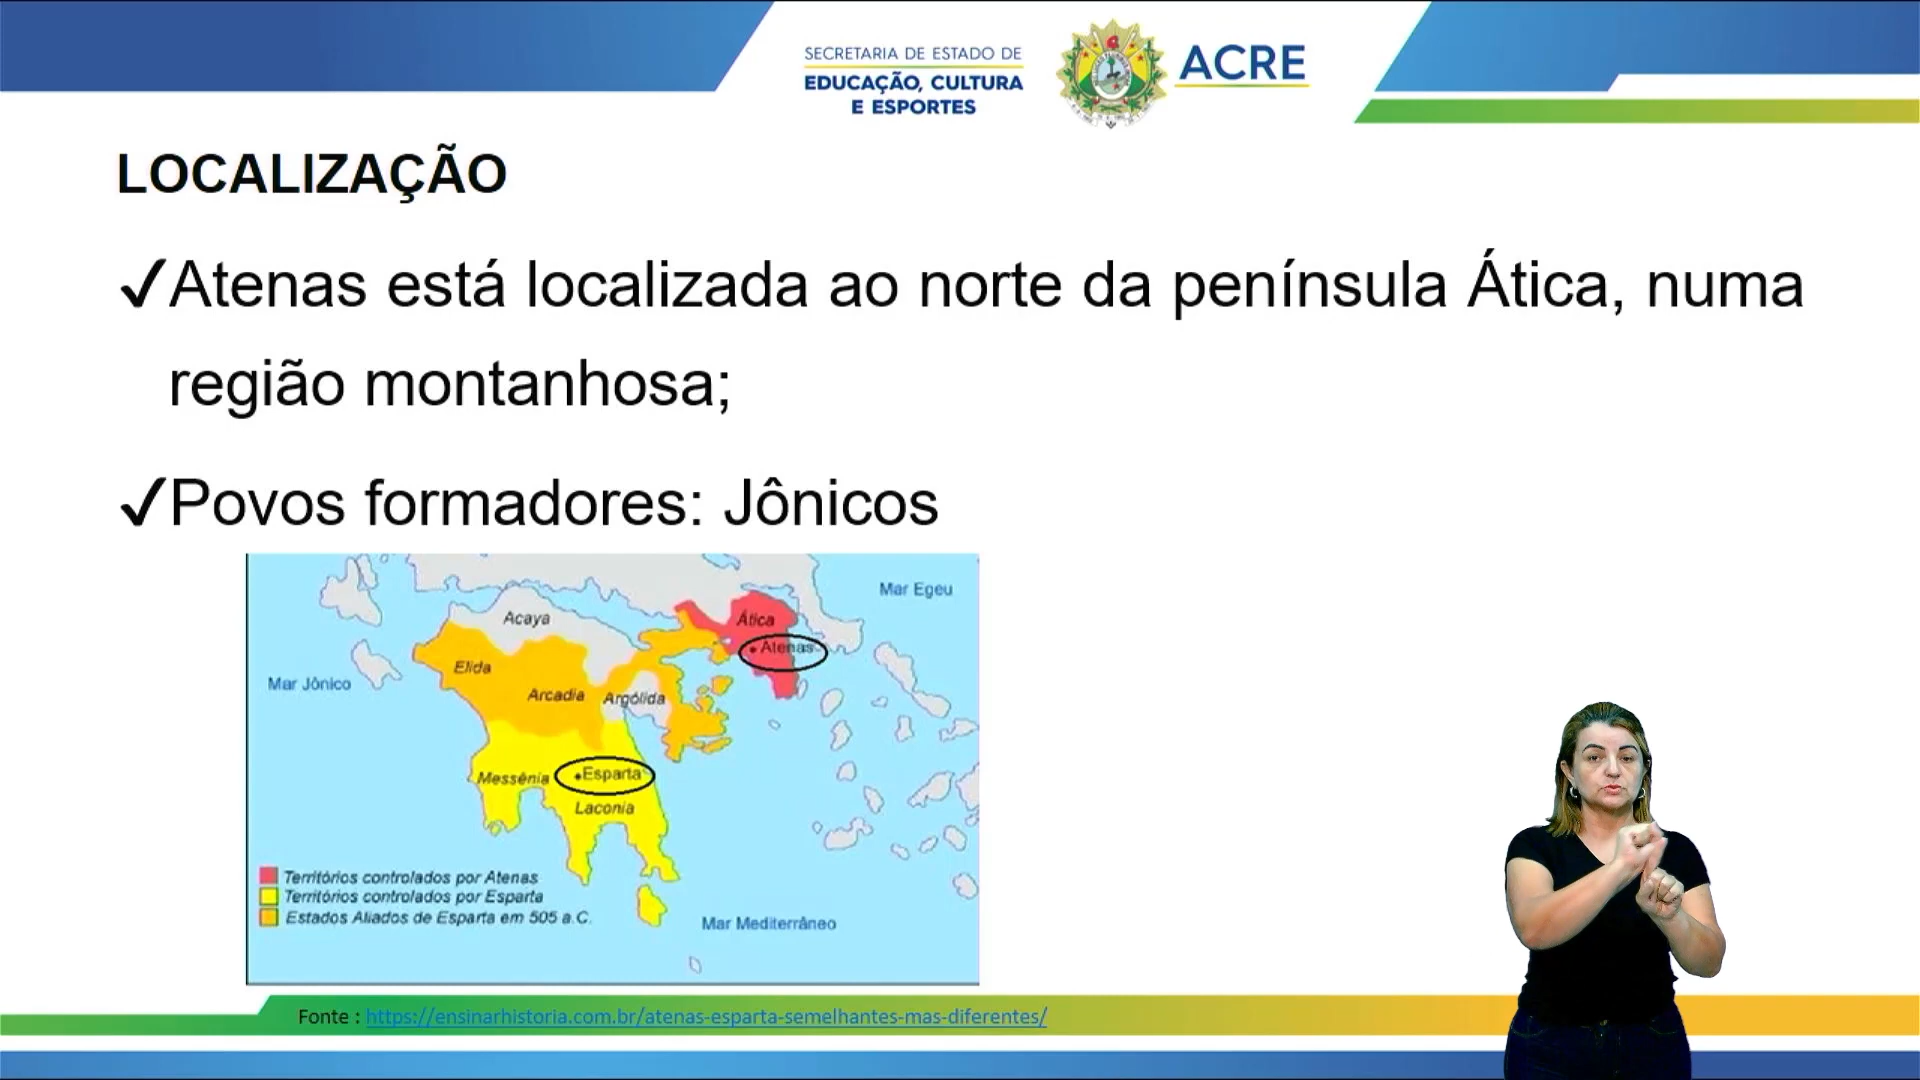 SECRETARIA DE ESTADO DE
EDUCAÇÃO, CULTURA
E ESPORTES
ACRE
LOCALIZAÇÃO
✓Atenas está localizada ao norte da península Ática, numa
região montanhosa;
✓Povos formadores: Jônicos
Mar Egeu
Acaya
Ática
Atenas
Elida
Mar Jônico
Arcadia
Argólida
Messênia
Esparta
Laconia
Territórios controlados por Atenas
Territórios controlados por Esparta
Estados Aliados de Esparta em 505 a.C.
Mar Mediterrâneo
Fonte : https://ensinarhistoria.com.br/atenas-esparta-semelhantes-mas-diferentes/